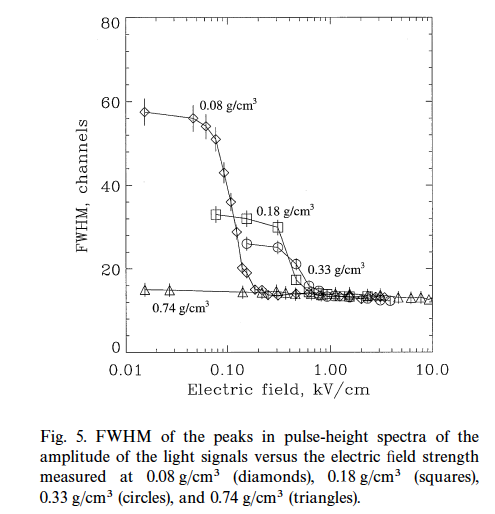 80
60
40
20
0
FWHM, channels
0.08 g/cm³
0.18 g/cm³
0.33 g/cm³
0.74 g/cm³
0.01 0.10 1.00 10.0
Electric field, kV/cm
Fig. 5. FWHM of the peaks in pulse-height spectra of the
amplitude of the light signals versus the electric field strength
measured at 0.08 g/cm³ (diamonds), 0.18 g/cm³ (squares),
0.33 g/cm³ (circles), and 0.74 g/cm³ (triangles).